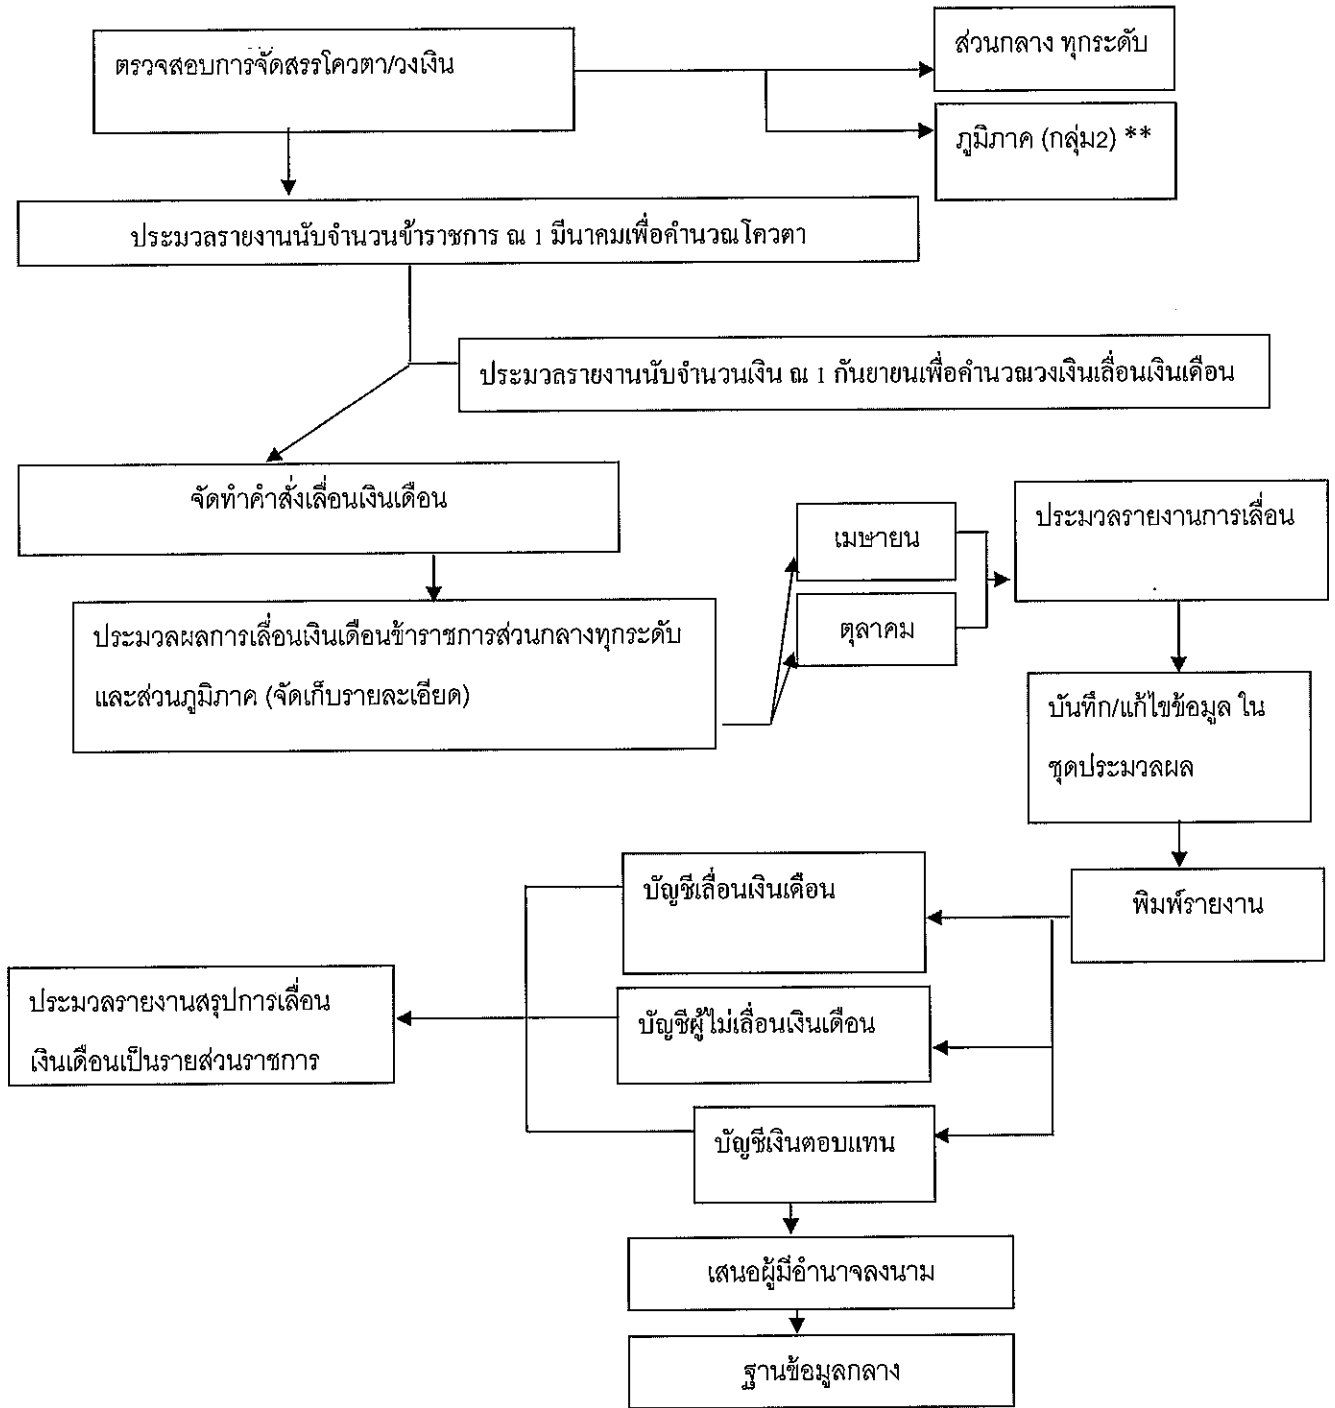 ตรวจสอบการจัดสรรโควตา/วงเงิน
ส่วนกลาง ทุกระดับ
ภูมิภาค (กลุ่ม2) **
ประมวลรายงานนับจำนวนข้าราชการ ณ 1 มีนาคมเพื่อคำนวณโควตา
ประมวลรายงานนับจำนวนเงิน ณ 1 กันยายนเพื่อคำนวณวงเงินเลื่อนเงินเดือน
จัดทำคำสั่งเลื่อนเงินเดือน
ประมวลผลการเลื่อนเงินเดือนข้าราชการส่วนกลางทุกระดับ
และส่วนภูมิภาค (จัดเก็บรายละเอียด)
เมษายน
ตุลาคม
ประมวลรายงานการเลื่อน
บันทึก/แก้ไขข้อมูล ใน
ชุดประมวลผล
พิมพ์รายงาน
บัญชีเลื่อนเงินเดือน
บัญชีผู้ไม่เลื่อนเงินเดือน
บัญชีเงินตอบแทน
ประมวลรายงานสรุปการเลื่อน
เงินเดือนเป็นรายส่วนราชการ
เสนอผู้มีอำนาจลงนาม
ฐานข้อมูลกลาง